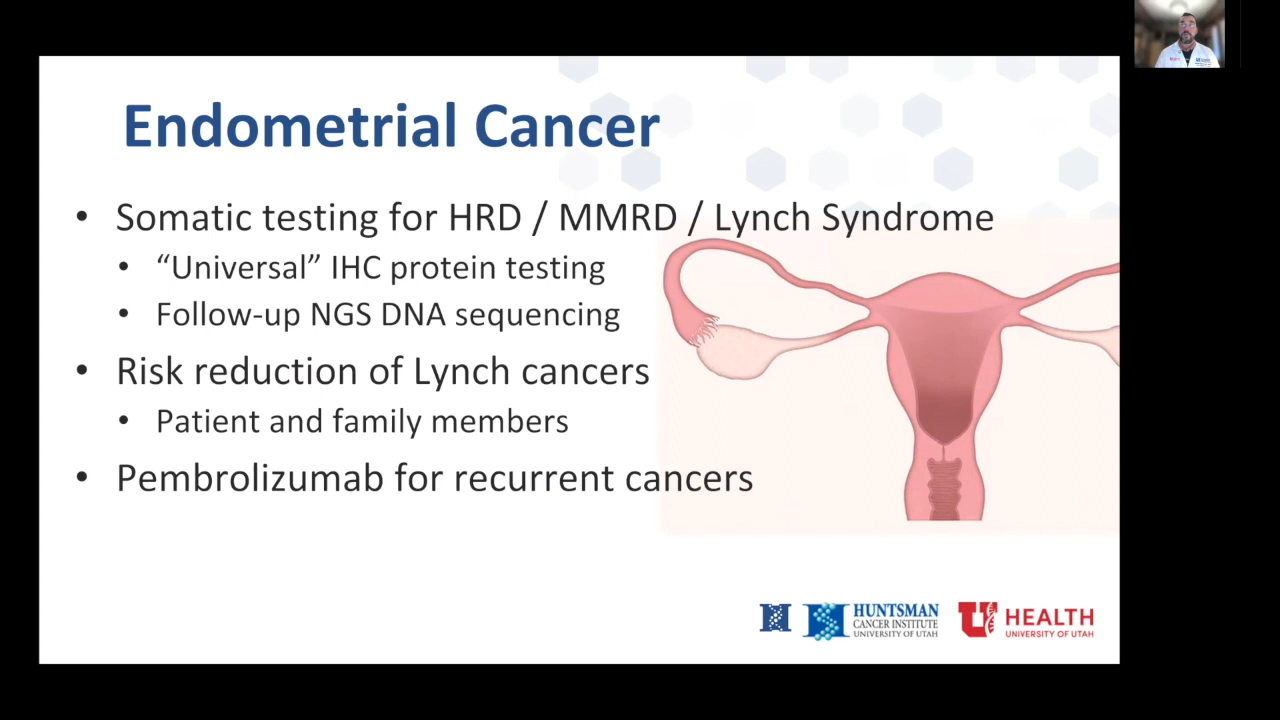 Endometrial Cancer
• Somatic testing for HRD / MMRD / Lynch Syndrome
• “Universal” IHC protein testing
• Follow-up NGS DNA sequencing
• Risk reduction of Lynch cancers
• Patient and family members
• Pembrolizumab for recurrent cancers
HUNTSMAN
CANCER INSTITUTE
UNIVERSITY OF UTAH
U HEALTH
UNIVERSITY OF UTAH